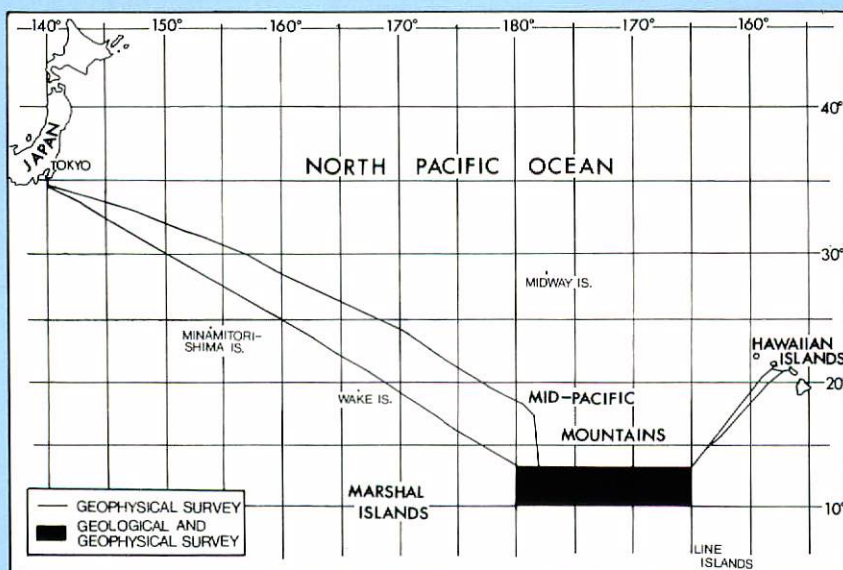 140° 150° 160° 170° 180° 170° 160°
40°
JAPAN
TOKYO
NORTH PACIFIC OCEAN
30°
MIDWAY IS.
MINAMITORI-
SHIMA IS.
HAWAIIAN
ISLANDS
WAKE IS.
20°
MID-PACIFIC
MOUNTAINS
MARSHAL
ISLANDS
10°
GEOPHYSICAL SURVEY
GEOLOGICAL AND
GEOPHYSICAL SURVEY
LINE
ISLANDS